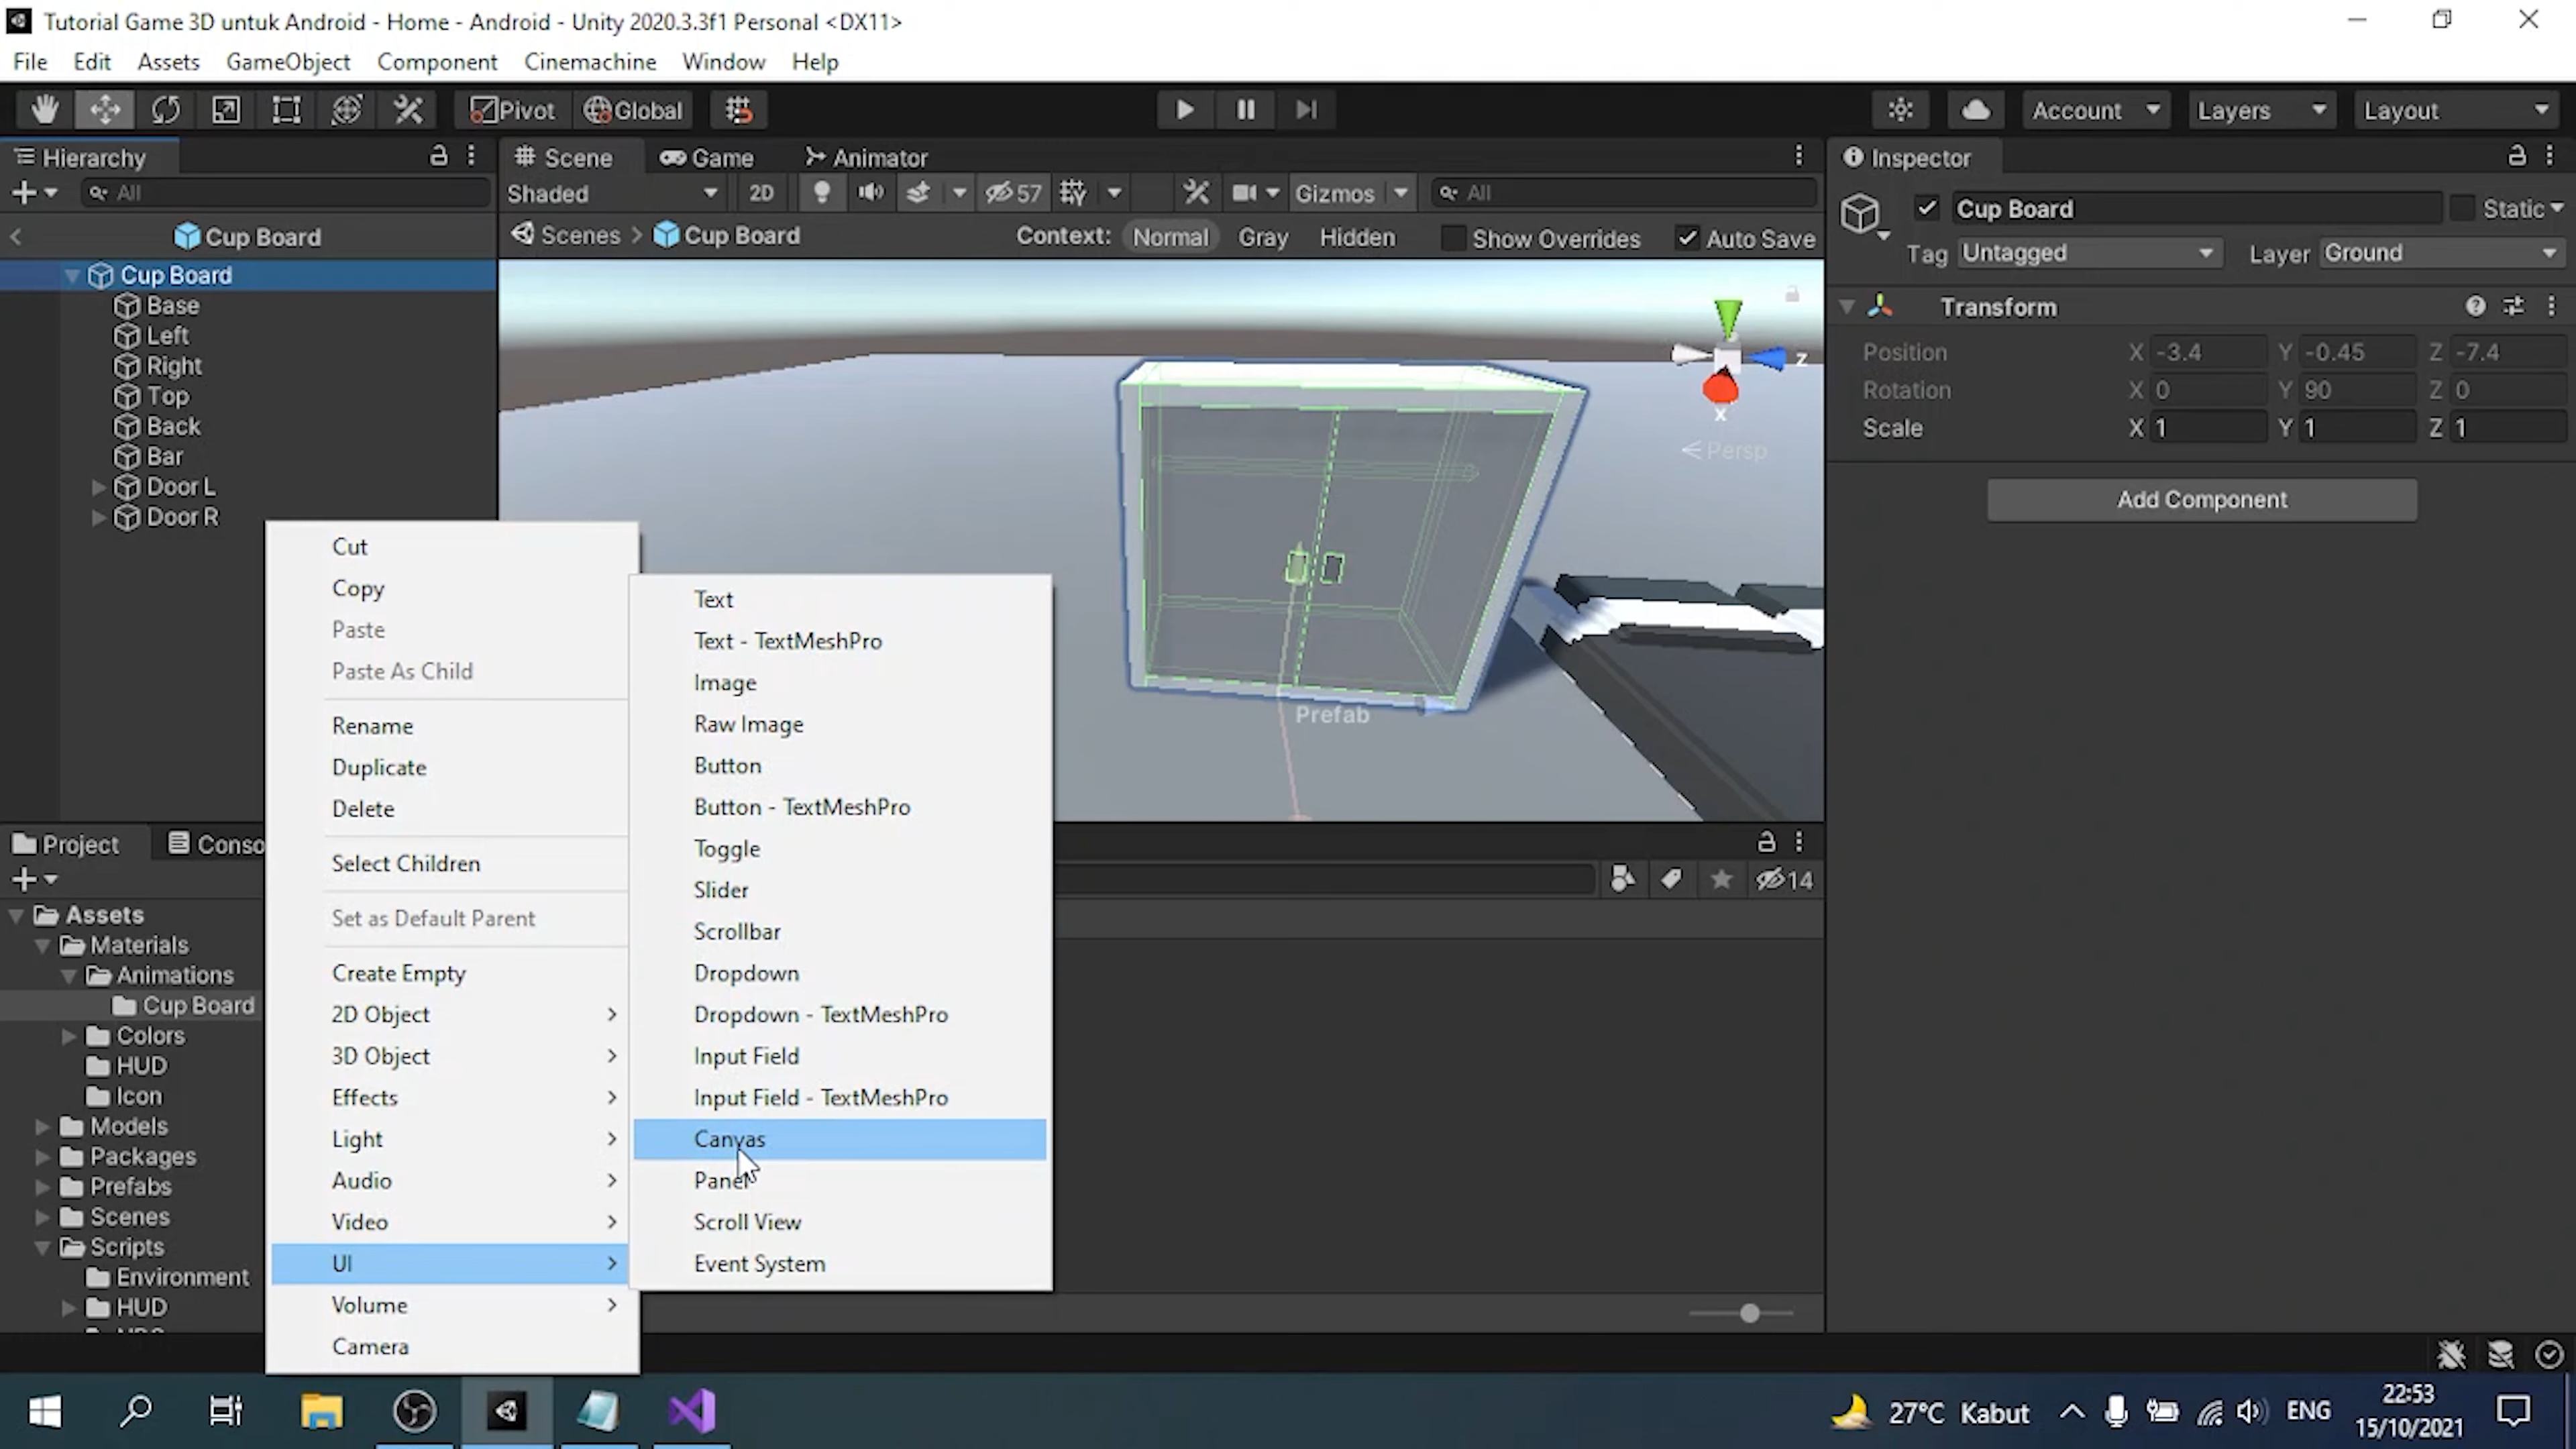 Tutorial Game 3D untuk Android - Home - Android - Unity 2020.3.3f1 Personal <DX11>
File Edit Assets GameObject Component Cinemachine Window Help
Pivot Global Account Layers Layout
Hierarchy
All
Cup Board
Cup Board
Base
Left
Right
Top
Back
Bar
Door L
Door R
Scene Game Animator
Shaded 2D 57 Gizmos All
Scenes Cup Board Context: Normal Gray Hidden Show Overrides Auto Save
z
x
Persp
Prefab
Inspector
Cup Board Static
Tag Untagged Layer Ground
Transform
Position X -3.4 Y -0.45 Z -7.4
Rotation X 0 Y 90 Z 0
Scale X 1 Y 1 Z 1
Add Component
Cut
Copy
Paste
Paste As Child
Rename
Duplicate
Delete
Select Children
Set as Default Parent
Create Empty
2D Object
3D Object
Effects
Light
Audio
Video
UI
Volume
Camera
Text
Text - TextMeshPro
Image
Raw Image
Button
Button - TextMeshPro
Toggle
Slider
Scrollbar
Dropdown
Dropdown - TextMeshPro
Input Field
Input Field - TextMeshPro
Canvas
Panel
Scroll View
Event System
Project Conso
14
Assets
Materials
Animations
Cup Board
Colors
HUD
Icon
Models
Packages
Prefabs
Scenes
Scripts
Environment
HUD
27°C Kabut ENG 22:53
15/10/2021